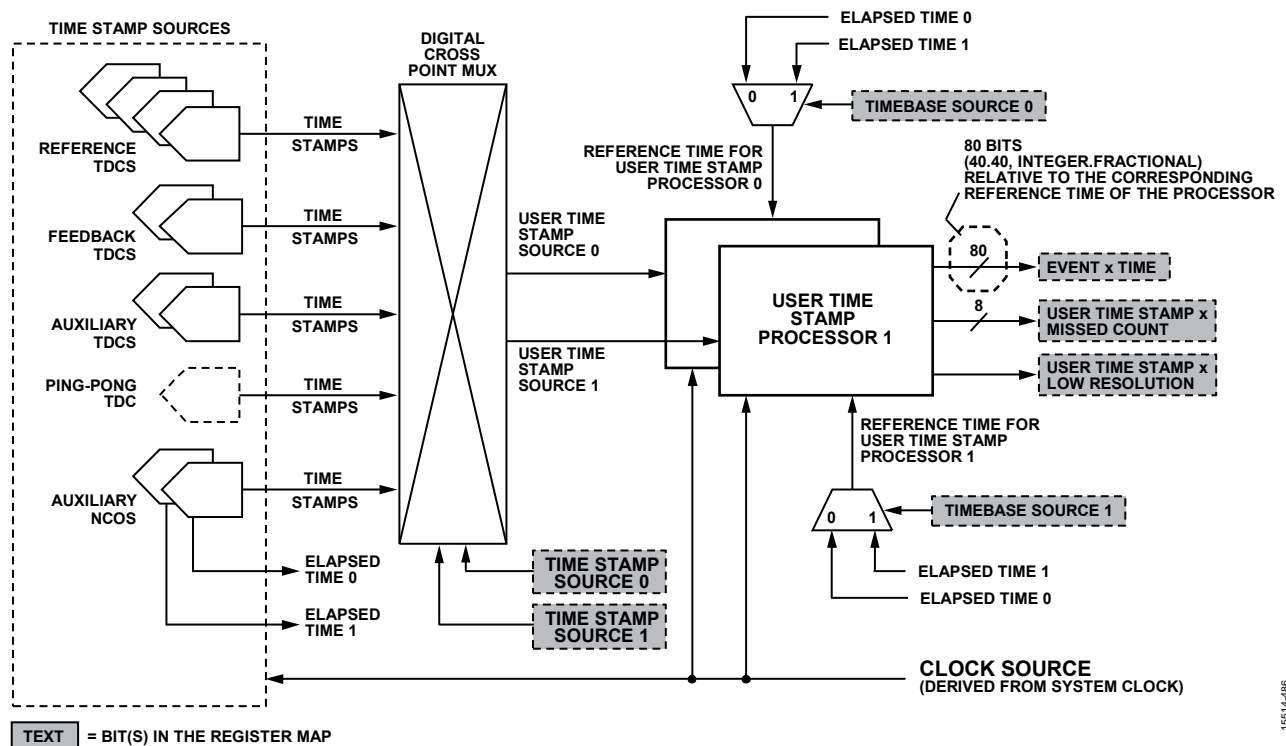 TIME STAMP SOURCES
REFERENCE
TDCS
TIME
STAMPS
FEEDBACK
TDCS
TIME
STAMPS
AUXILIARY
TDCS
TIME
STAMPS
PING-PONG
TDC
TIME
STAMPS
AUXILIARY
NCOS
TIME
STAMPS
ELAPSED
TIME 0
ELAPSED
TIME 1
DIGITAL
CROSS
POINT MUX
TIME STAMP
SOURCE 0
TIME STAMP
SOURCE 1
USER TIME
STAMP
SOURCE 0
USER TIME
STAMP
SOURCE 1
ELAPSED TIME 0
ELAPSED TIME 1
0 1
TIMEBASE SOURCE 0
REFERENCE TIME FOR
USER TIME STAMP
PROCESSOR 0
USER TIME
STAMP
PROCESSOR 1
80 BITS
(40.40, INTEGER.FRACTIONAL)
RELATIVE TO THE CORRESPONDING
REFERENCE TIME OF THE PROCESSOR
80
EVENT x TIME
8
USER TIME STAMP x
MISSED COUNT
USER TIME STAMP x
LOW RESOLUTION
REFERENCE TIME FOR
USER TIME STAMP
PROCESSOR 1
0 1
TIMEBASE SOURCE 1
ELAPSED TIME 1
ELAPSED TIME 0
CLOCK SOURCE
(DERIVED FROM SYSTEM CLOCK)
TEXT = BIT(S) IN THE REGISTER MAP
15514-486